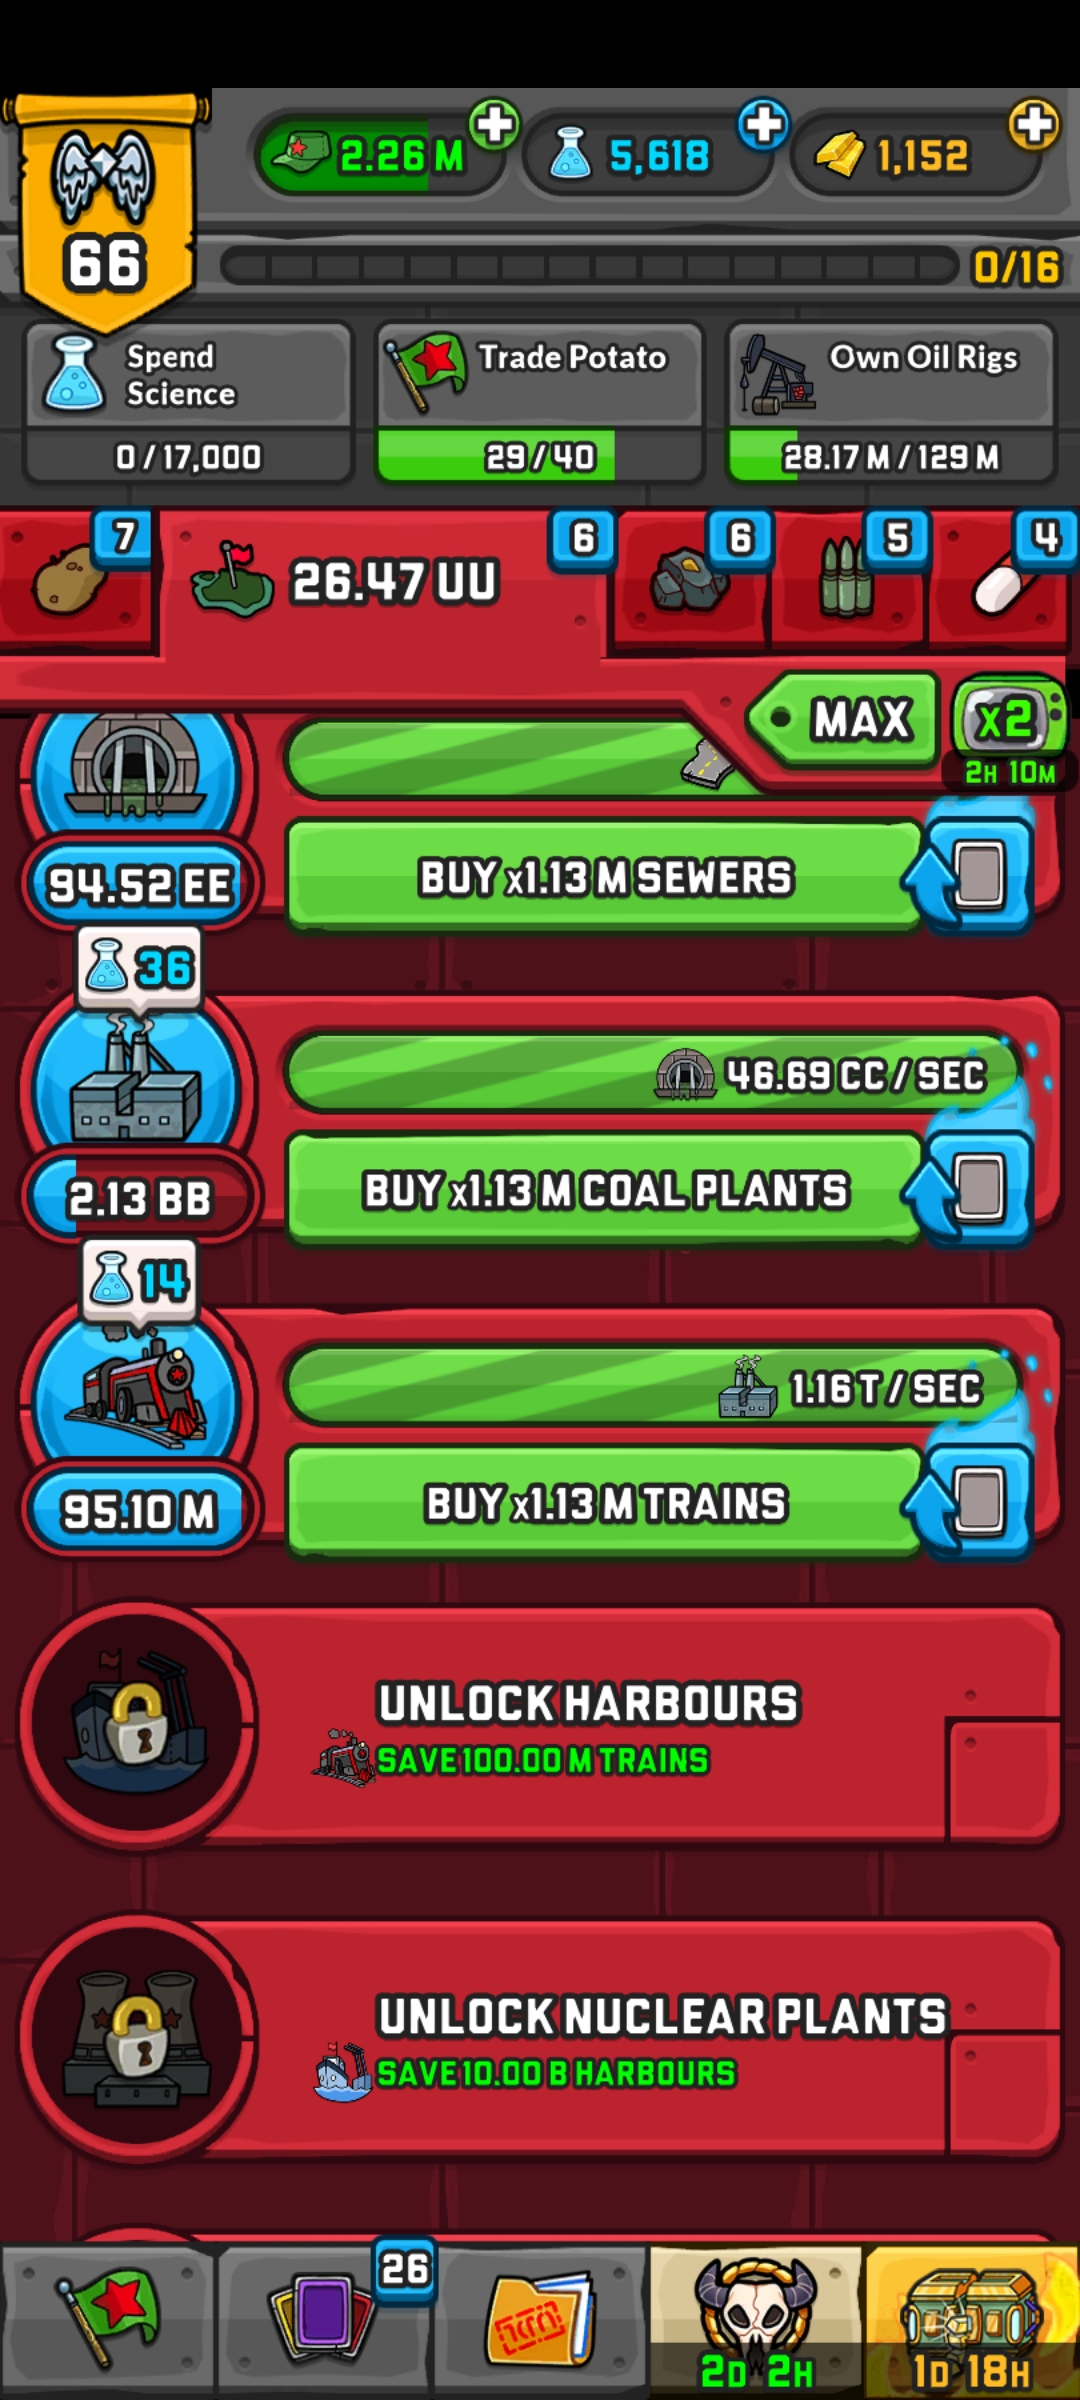 2.26 M
5,618
1,152
66
0/16
Spend
Science
0 / 17,000
Trade Potato
29 / 40
Own Oil Rigs
28.17 M / 129 M
7
26.47 UU
6
6
5
4
MAX
x2
2H 10M
94.52 EE
BUY x1.13 M SEWERS
36
46.69 CC / SEC
2.13 BB
BUY x1.13 M COAL PLANTS
14
1.16 T / SEC
95.10 M
BUY x1.13 M TRAINS
UNLOCK HARBOURS
SAVE 100.00 M TRAINS
UNLOCK NUCLEAR PLANTS
SAVE 10.00 B HARBOURS
26
2D 2H
1D 18H